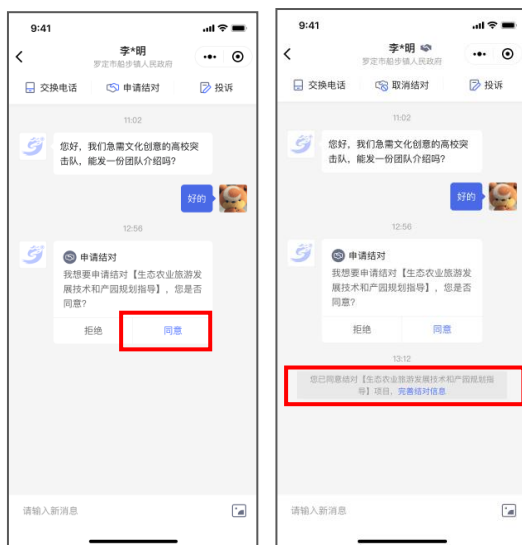 9:41
李*明
罗定市船步镇人民政府
交换电话
申请结对
投诉
11:02
您好，我们急需文化创意的高校突
击队，能发一份团队介绍吗？
好的
12:56
申请结对
我想要申请结对【生态农业旅游发
展技术和产园规划指导】，您是否
同意？
拒绝
同意
请输入新消息
9:41
李*明
罗定市船步镇人民政府
交换电话
取消结对
投诉
11:02
您好，我们急需文化创意的高校突
击队，能发一份团队介绍吗？
好的
12:56
申请结对
我想要申请结对【生态农业旅游发
展技术和产园规划指导】，您是否
同意？
拒绝
同意
13:12
您已同意结对【生态农业旅游发展技术和产园规划指
导】项目，完善结对信息
请输入新消息